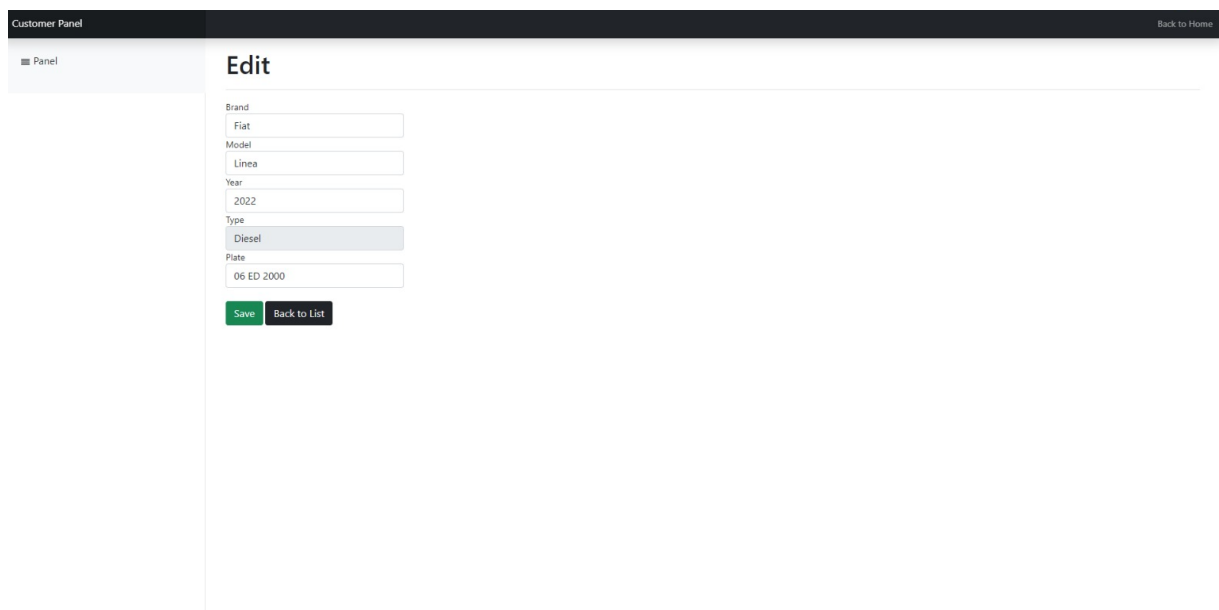 Customer Panel
Back to Home
Panel
Edit
Brand
Fiat
Model
Linea
Year
2022
Type
Diesel
Plate
06 ED 2000
Save
Back to List